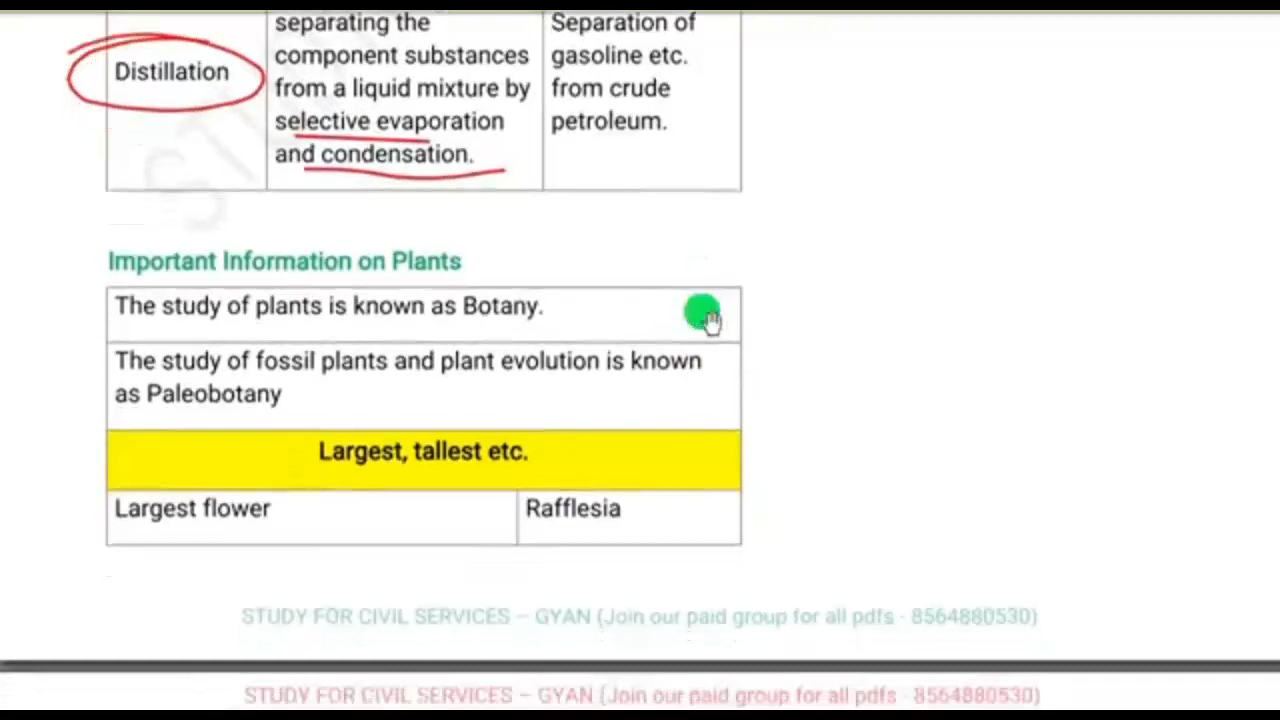 separating the
component substances
from a liquid mixture by
selective evaporation
and condensation.
Distillation
Separation of
gasoline etc.
from crude
petroleum.
Important Information on Plants
The study of plants is known as Botany.
The study of fossil plants and plant evolution is known
as Paleobotany
Largest, tallest etc.
Largest flower
Rafflesia
STUDY FOR CIVIL SERVICES – GYAN (Join our paid group for all pdfs - 8564880530)
STUDY FOR CIVIL SERVICES – GYAN (Join our paid group for all pdfs - 8564880530)